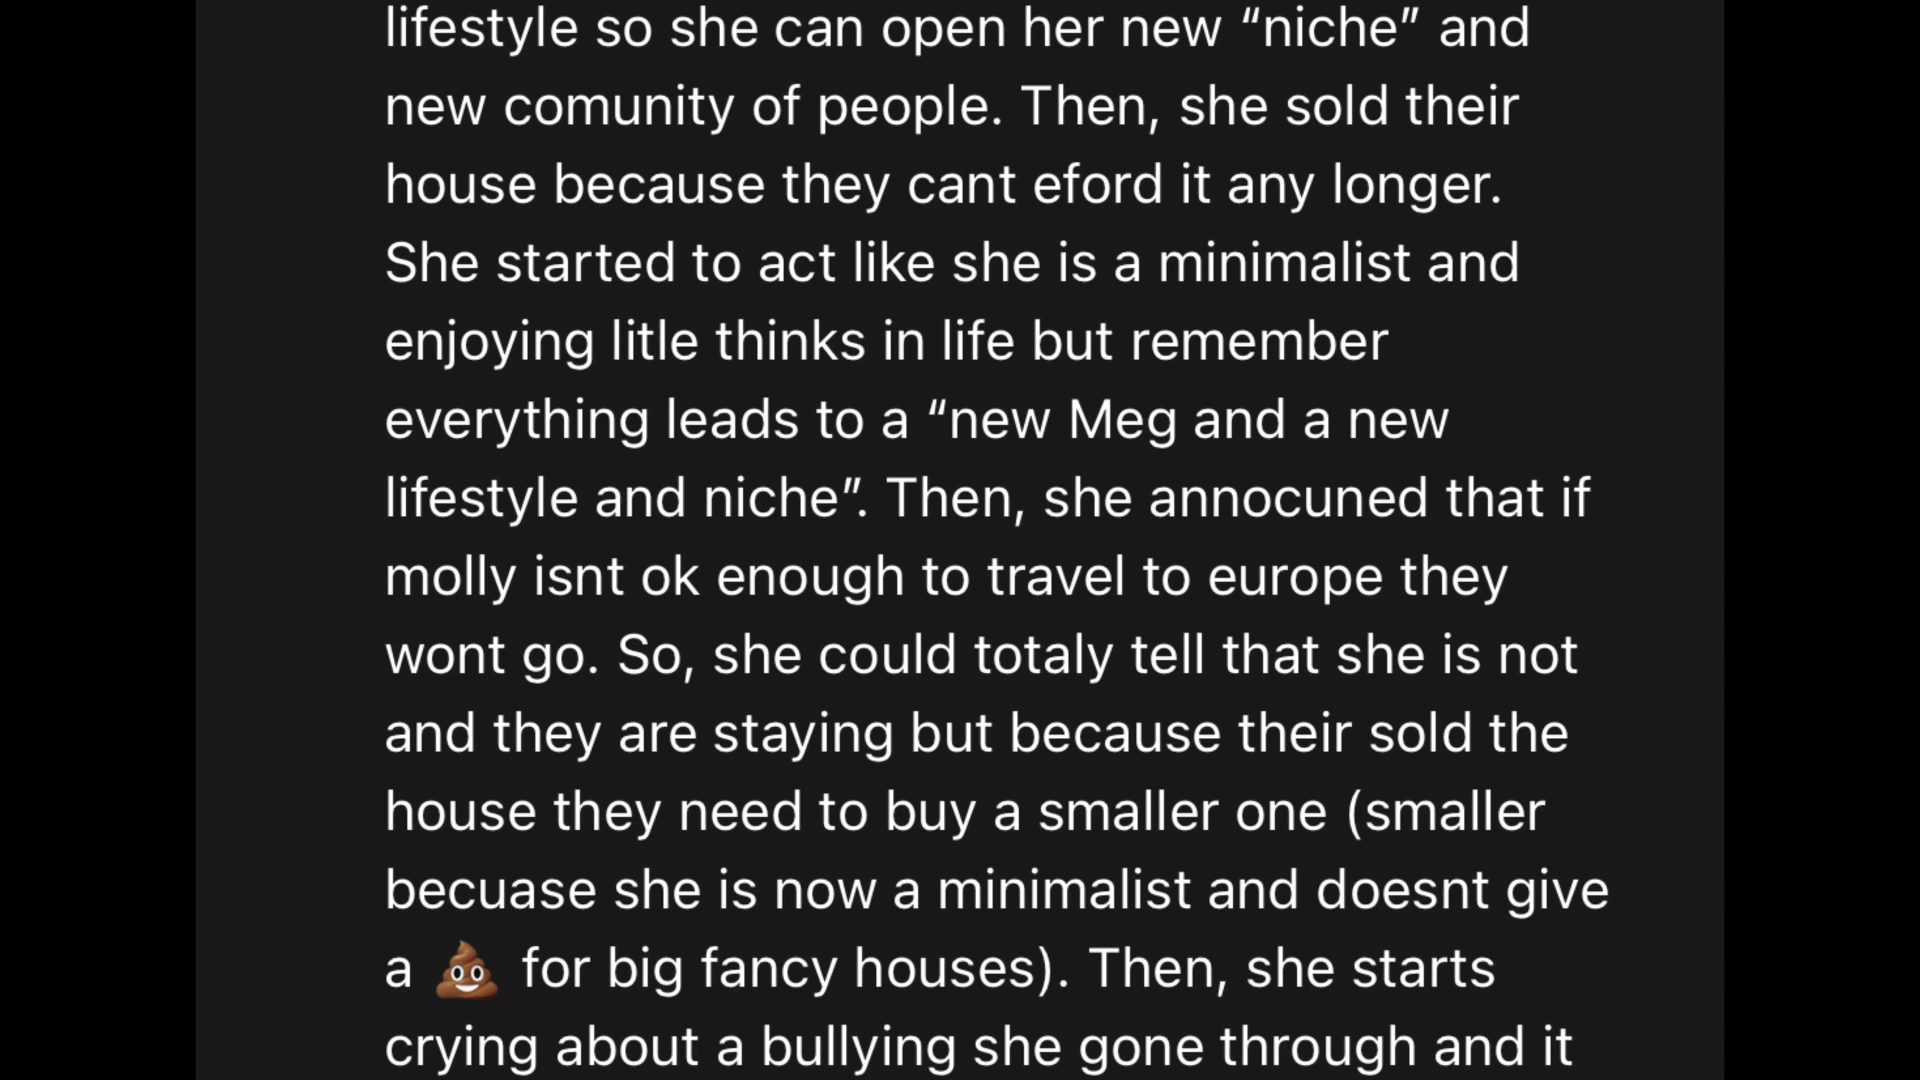 lifestyle so she can open her new “niche” and
new comunity of people. Then, she sold their
house because they cant eford it any longer.
She started to act like she is a minimalist and
enjoying litle thinks in life but remember
everything leads to a “new Meg and a new
lifestyle and niche”. Then, she annocuned that if
molly isnt ok enough to travel to europe they
wont go. So, she could totaly tell that she is not
and they are staying but because their sold the
house they need to buy a smaller one (smaller
becuase she is now a minimalist and doesnt give
a 💩 for big fancy houses). Then, she starts
crying about a bullying she gone through and it